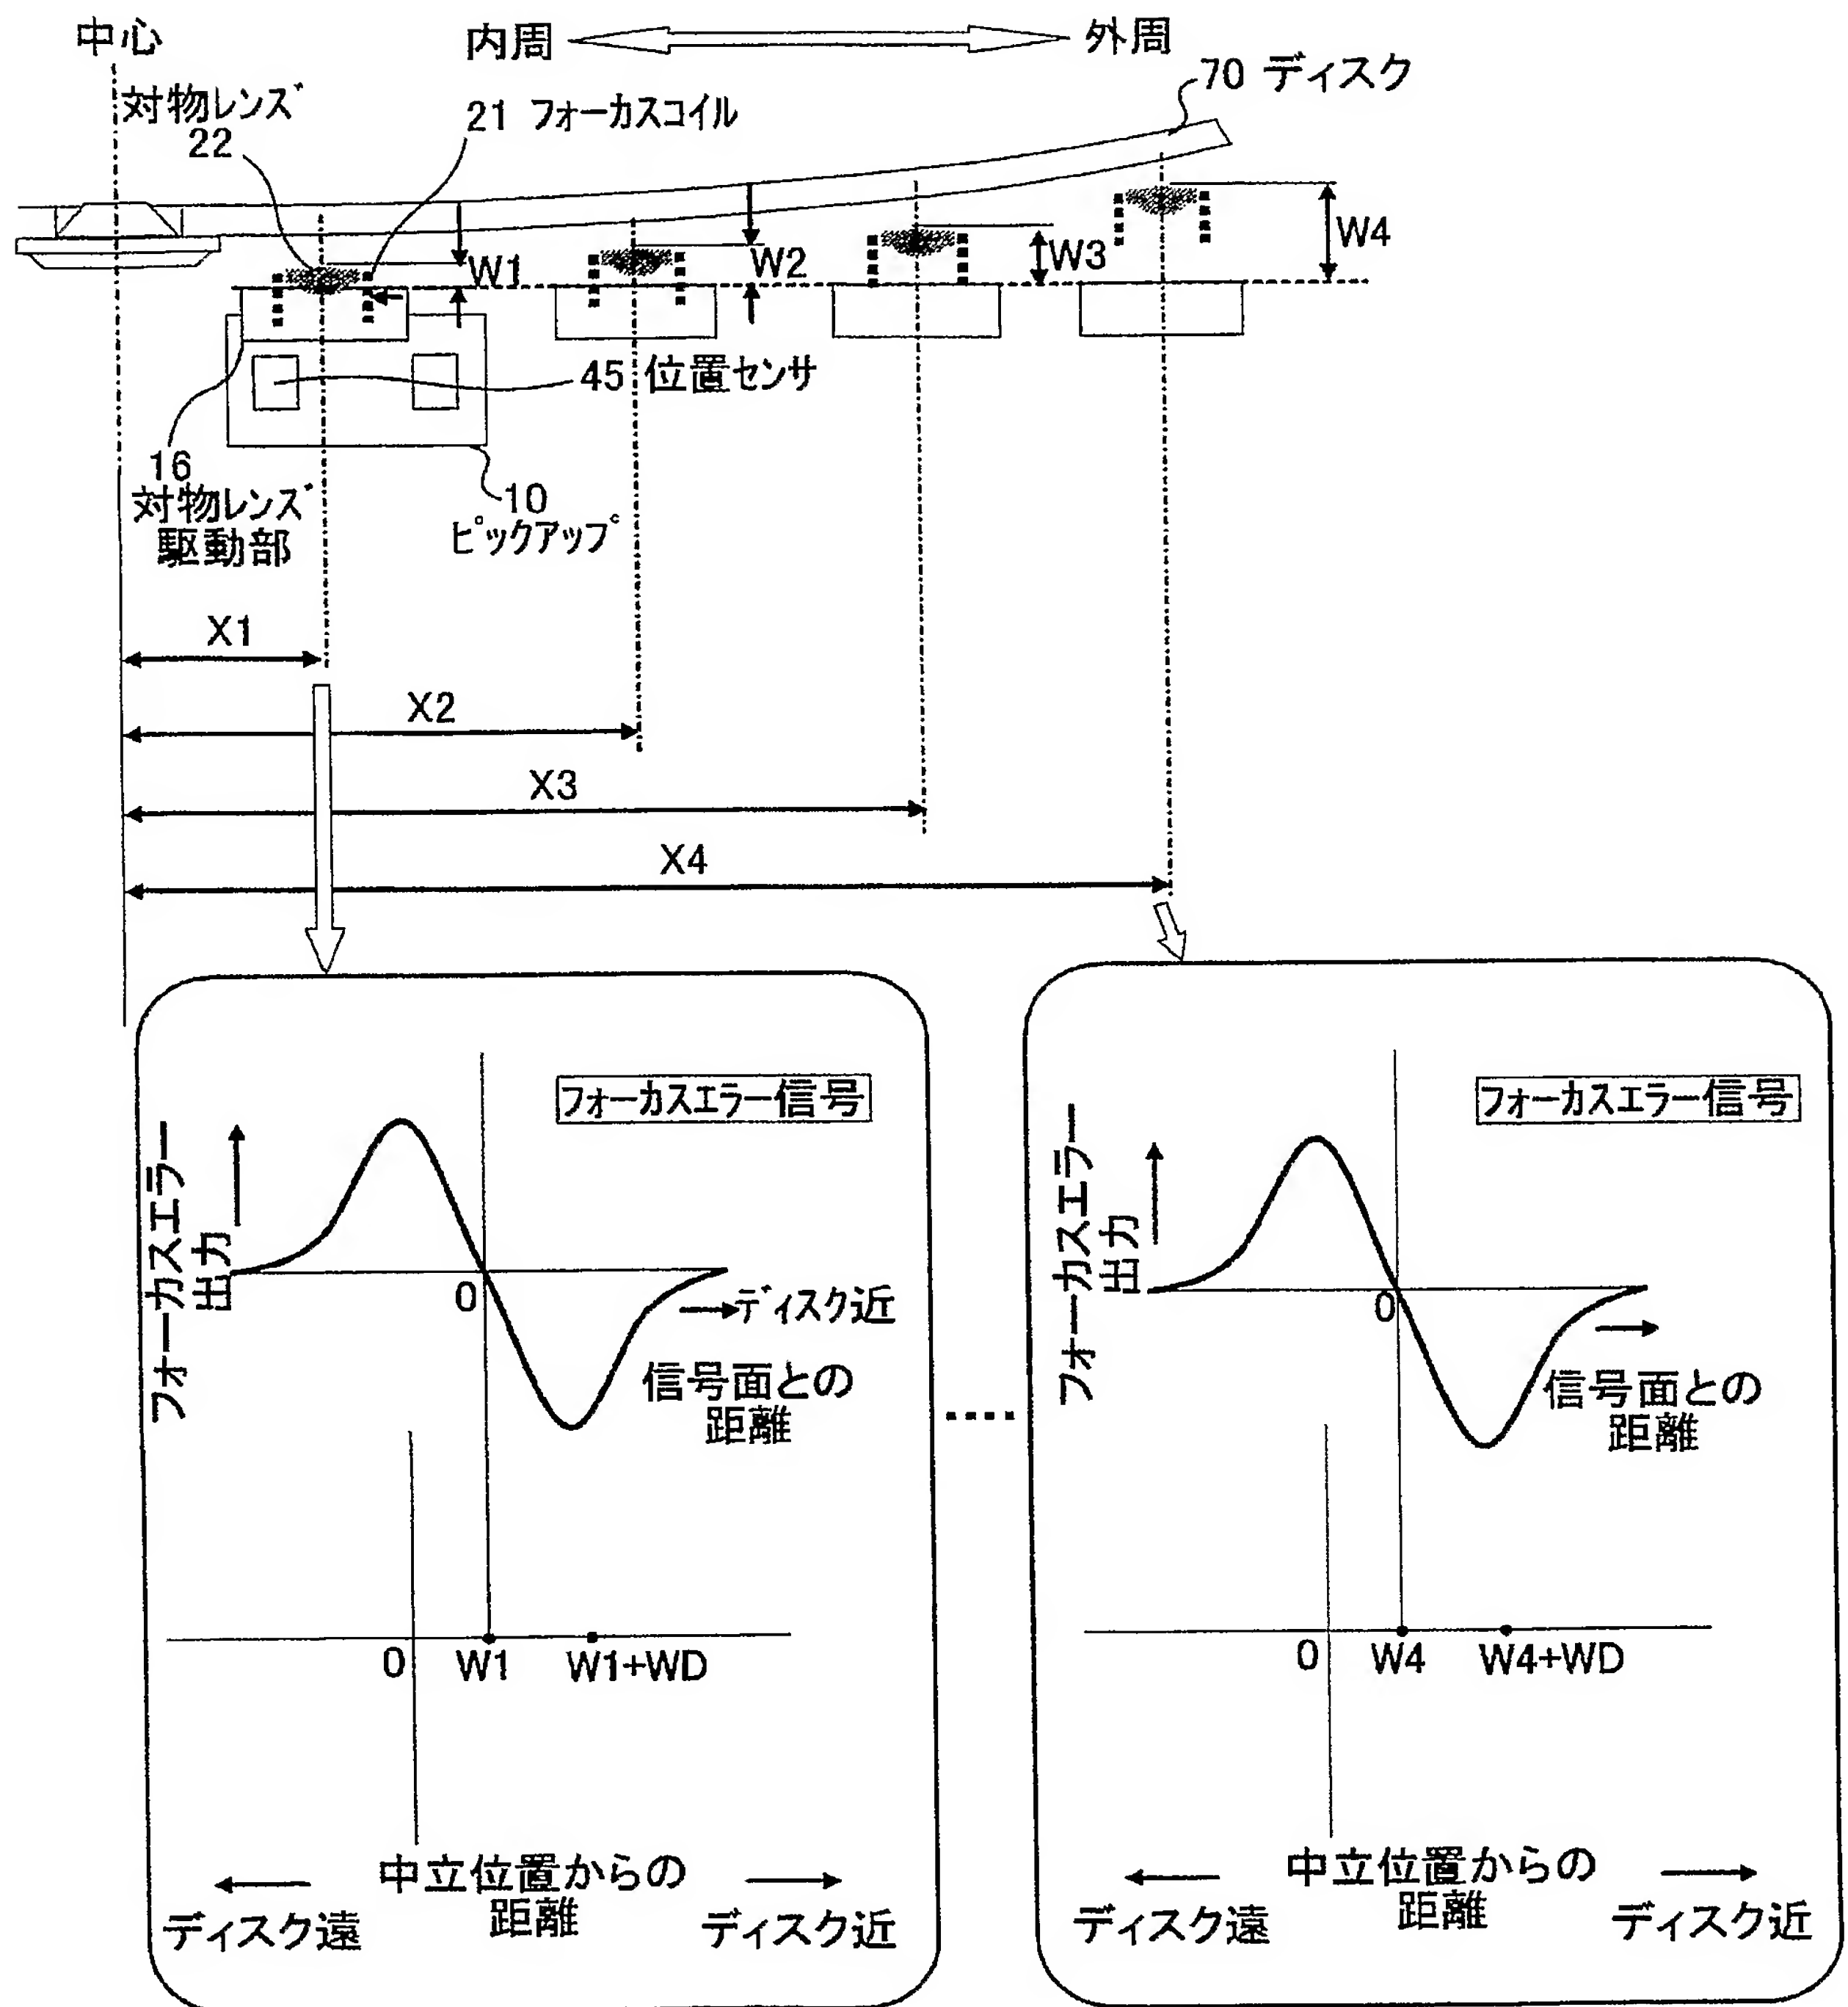 中心
内周
外周
対物レンズ
22
21 フォーカスコイル
70 ディスク
W1
W2
W3
W4
45 位置センサ
16
対物レンズ
駆動部
10
ピックアップ
X1
X2
X3
X4
フォーカスエラー信号
フォーカスエラー
出力
0
ディスク近
信号面との
距離
0
W1
W1+WD
中立位置からの
距離
ディスク遠
ディスク近
フォーカスエラー信号
フォーカスエラー
出力
0
信号面との
距離
0
W4
W4+WD
中立位置からの
距離
ディスク遠
ディスク近